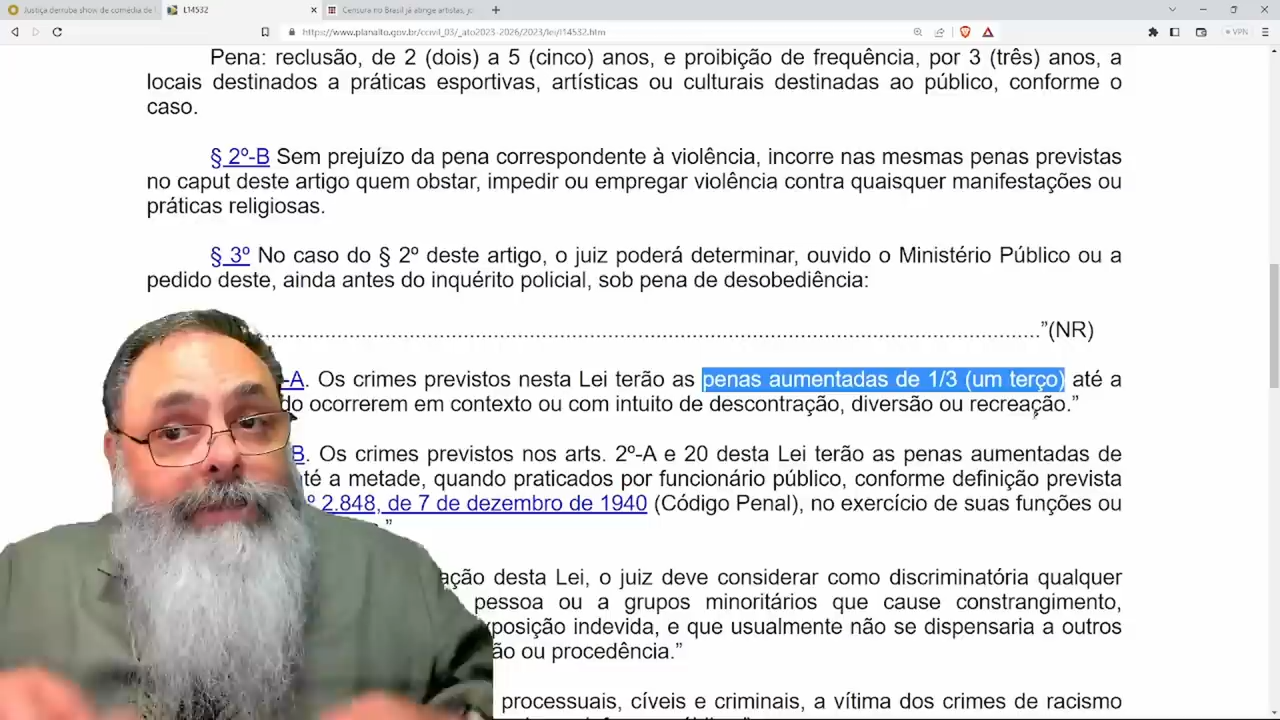 Justiça derruba show de comédia de l
L14532
Censura no Brasil já atinge artistas, jo
https://www.planalto.gov.br/ccivil_03/_ato2023-2026/2023/lei/l14532.htm
VPN
Pena: reclusão, de 2 (dois) a 5 (cinco) anos, e proibição de frequência, por 3 (três) anos, a
locais destinados a práticas esportivas, artísticas ou culturais destinadas ao público, conforme o
caso.
§ 2º-B Sem prejuízo da pena correspondente à violência, incorre nas mesmas penas previstas
no caput deste artigo quem obstar, impedir ou empregar violência contra quaisquer manifestações ou
práticas religiosas.
§ 3º No caso do § 2º deste artigo, o juiz poderá determinar, ouvido o Ministério Público ou a
pedido deste, ainda antes do inquérito policial, sob pena de desobediência:
...........................................................................................................................”(NR)
-A. Os crimes previstos nesta Lei terão as penas aumentadas de 1/3 (um terço) até a
do ocorrerem em contexto ou com intuito de descontração, diversão ou recreação.”
B. Os crimes previstos nos arts. 2º-A e 20 desta Lei terão as penas aumentadas de
até a metade, quando praticados por funcionário público, conforme definição prevista
º 2.848, de 7 de dezembro de 1940 (Código Penal), no exercício de suas funções ou
.”
ação desta Lei, o juiz deve considerar como discriminatória qualquer
pessoa ou a grupos minoritários que cause constrangimento,
xposição indevida, e que usualmente não se dispensaria a outros
ão ou procedência.”
processuais, cíveis e criminais, a vítima dos crimes de racismo